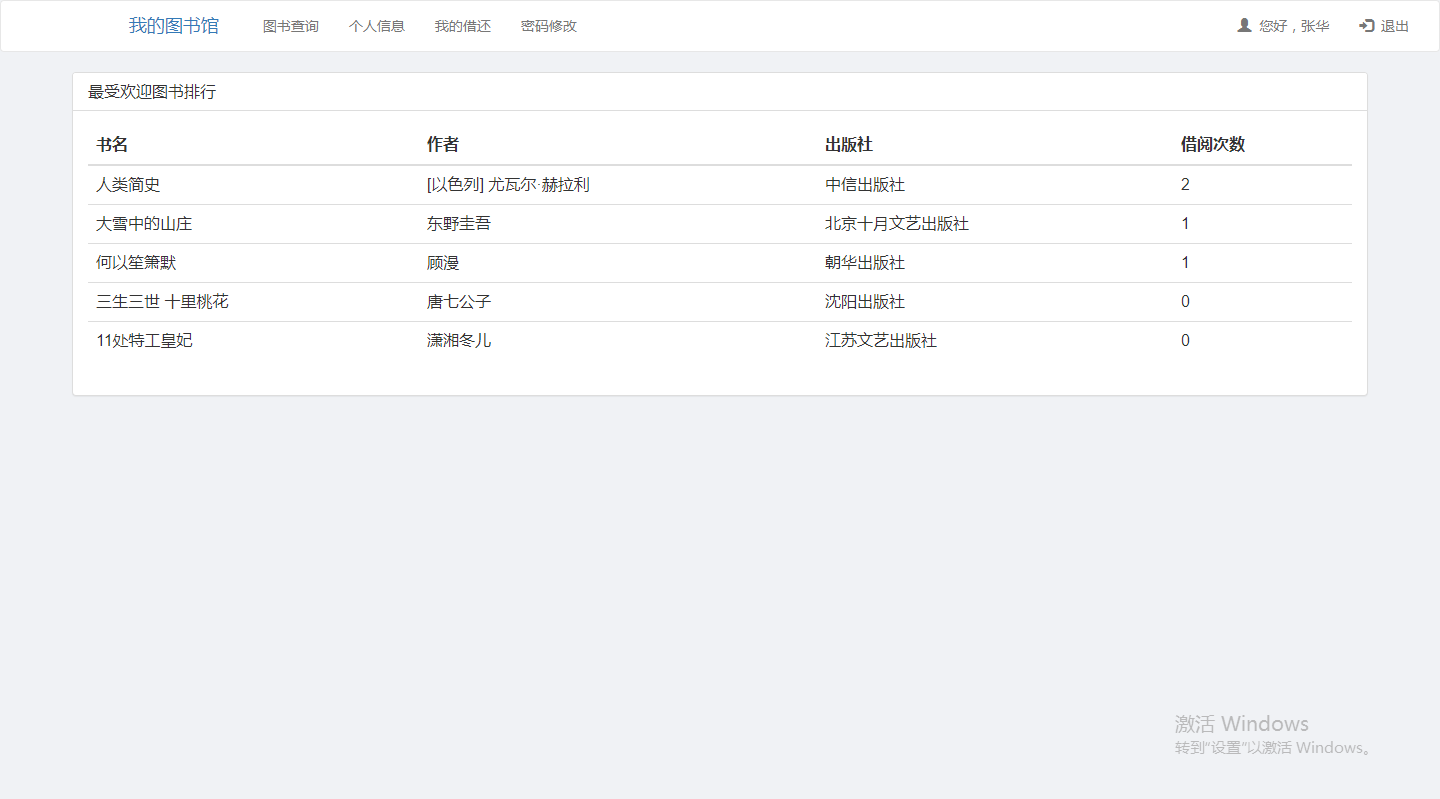 我的图书馆 图书查询 个人信息 我的借还 密码修改 您好，张华 退出
最受欢迎图书排行
书名 作者 出版社 借阅次数
人类简史 [以色列] 尤瓦尔·赫拉利 中信出版社 2
大雪中的山庄 东野圭吾 北京十月文艺出版社 1
何以笙箫默 顾漫 朝华出版社 1
三生三世 十里桃花 唐七公子 沈阳出版社 0
11处特工皇妃 潇湘冬儿 江苏文艺出版社 0
激活 Windows
转到“设置”以激活 Windows。